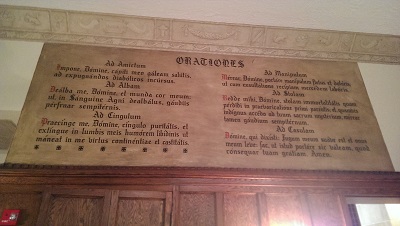 ORATIONES
Ad Amictum
Impone, Domine, capiti meo galeam salutis,
ad expugnandos diabolicos incursus.
Ad Albam
Dealba me, Domine, et munda cor meum:
ut, in Sanguine Agni dealbatus, gaudiis
perfruar sempiternis.
Ad Cingulum
Praecinge me, Domine, cingulo puritatis, et
extingue in lumbis meis humorem libidinis ut
maneat in me virtus continentiae et castitatis.
Ad Manipulum
Merear, Domine, portare manipulum fletus et doloris,
ut cum exsultatione recipiam mercedem laboris.
Ad Stolam
Redde mihi, Domine, stolam immortalitatis, quam
perdidi in praevaricatione primi parentis, et quamvis
indignus accedo ad tuum sacrum mysterium, merear
tamen gaudium sempiternum.
Ad Casulam
Domine, qui dixisti: Jugum meum suave est et onus
meum leve: fac, ut istud portare sic valeam, quod
consequar tuam gratiam. Amen.